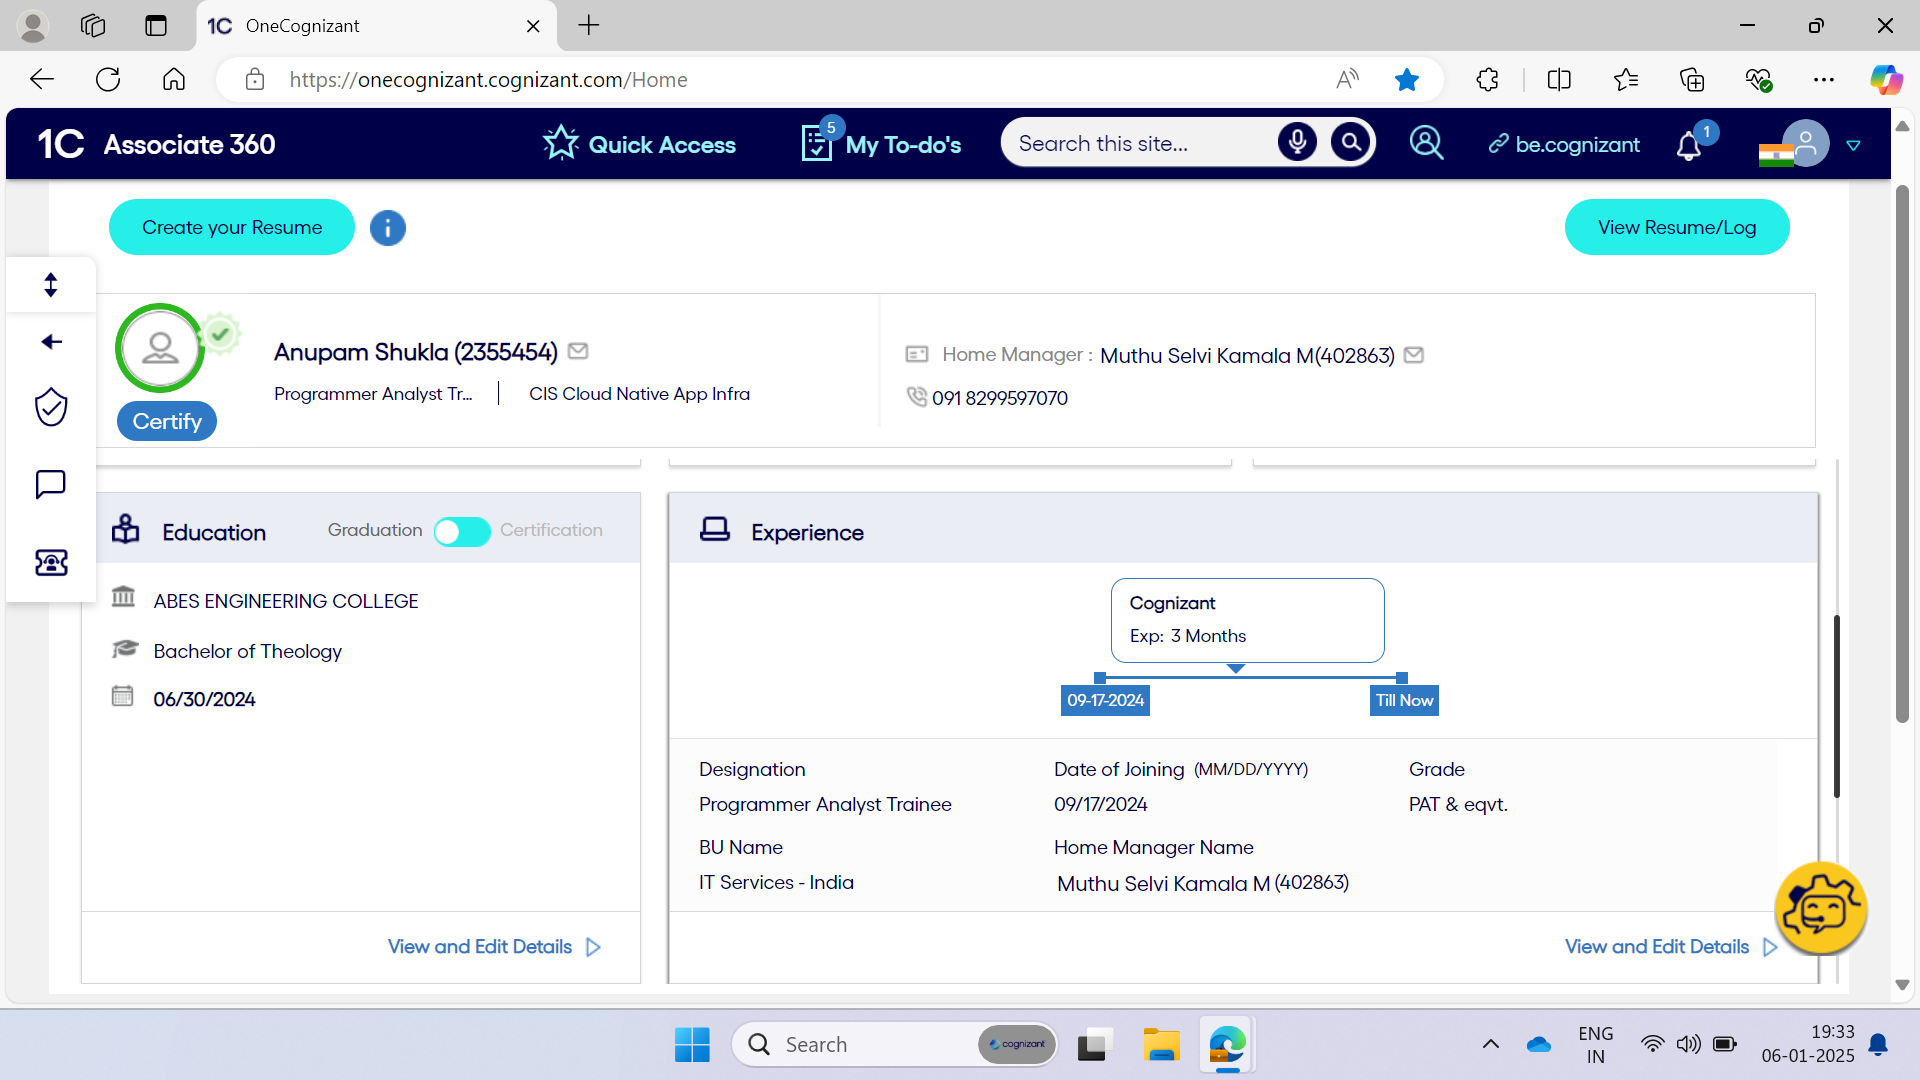 1C OneCognizant
https://onecognizant.cognizant.com/Home
1C Associate 360
Quick Access
5
My To-do's
Search this site...
be.cognizant
1
Create your Resume
i
View Resume/Log
Anupam Shukla (2355454)
Programmer Analyst Tr...
CIS Cloud Native App Infra
Certify
Home Manager : Muthu Selvi Kamala M(402863)
091 8299597070
Education
Graduation
Certification
ABES ENGINEERING COLLEGE
Bachelor of Theology
06/30/2024
View and Edit Details
Experience
Cognizant
Exp: 3 Months
09-17-2024
Till Now
Designation
Programmer Analyst Trainee
Date of Joining (MM/DD/YYYY)
09/17/2024
Grade
PAT & eqvt.
BU Name
IT Services - India
Home Manager Name
Muthu Selvi Kamala M (402863)
View and Edit Details
Search
cognizant
ENG
IN
19:33
06-01-2025